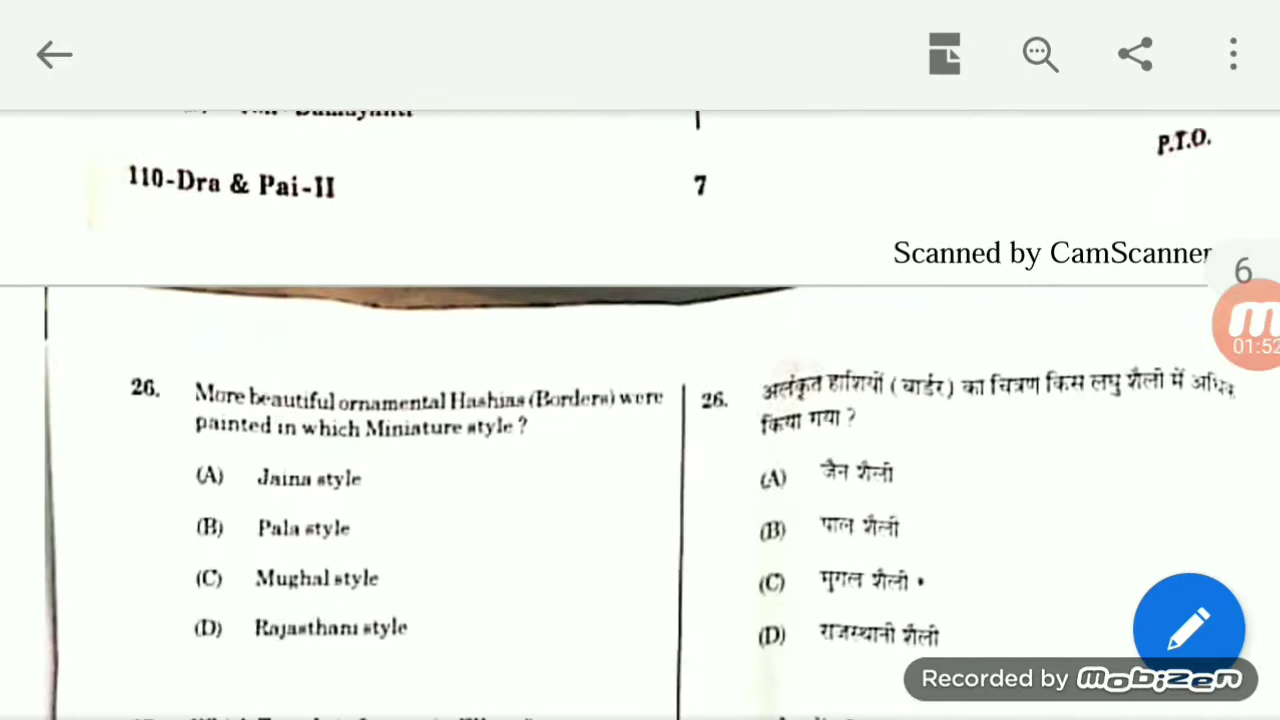 P.T.O.
110-Dra & Pai-II
7
Scanned by CamScanner
6
01:52
26. More beautiful ornamental Hashias (Borders) were
painted in which Miniature style ?
(A) Jaina style
(B) Pala style
(C) Mughal style
(D) Rajasthani style
26. अलंकृत हाशियों (बार्डर) का चित्रण किस लघु शैली में
किया गया ?
(A) जैन शैली
(B) पाल शैली
(C) मुगल शैली
(D) राजस्थानी शैली
Recorded by mobizen